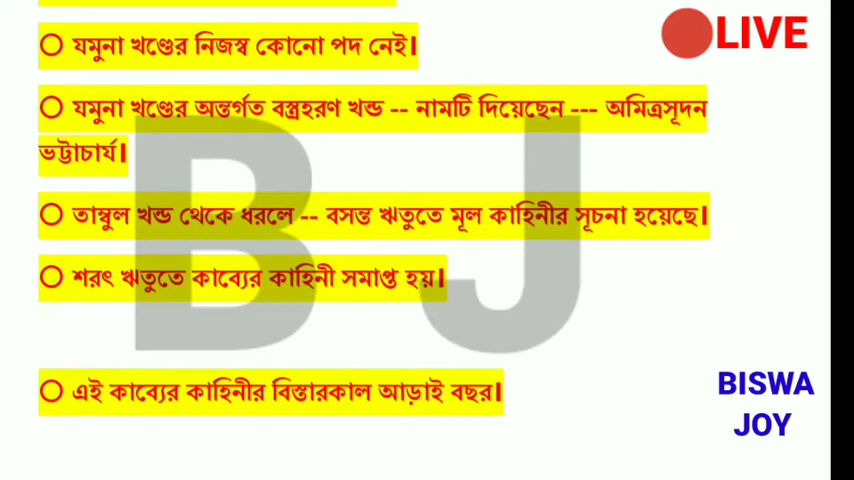 ○ যমুনা খণ্ডের নিজস্ব কোনো পদ নেই।
LIVE
○ যমুনা খণ্ডের অন্তর্গত বস্ত্রহরণ খন্ড -- নামটি দিয়েছেন --- অমিত্রসূদন
ভট্টাচার্য।
○ তাম্বুল খন্ড থেকে ধরলে -- বসন্ত ঋতুতে মূল কাহিনীর সূচনা হয়েছে।
○ শরৎ ঋতুতে কাব্যের কাহিনী সমাপ্ত হয়।
○ এই কাব্যের কাহিনীর বিস্তারকাল আড়াই বছর।
BJ
BISWA
JOY